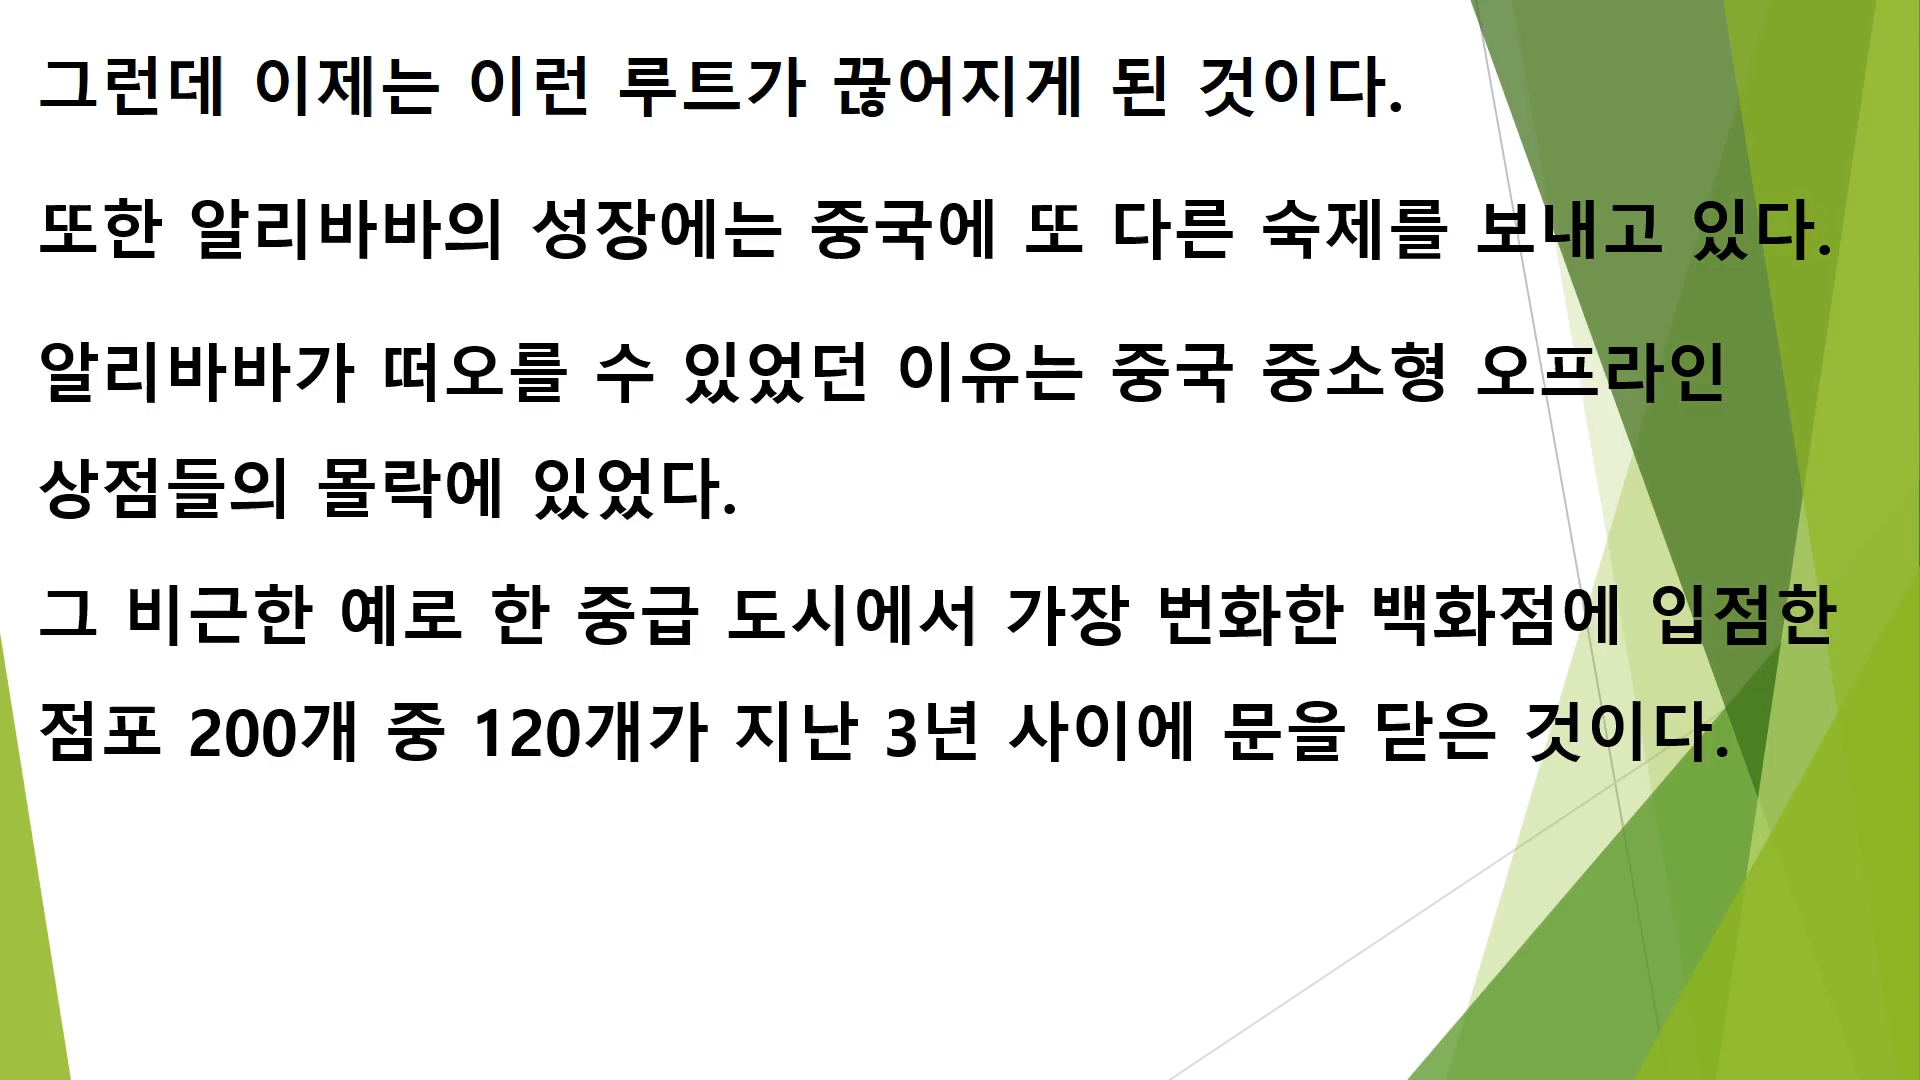 그런데 이제는 이런 루트가 끊어지게 된 것이다.
또한 알리바바의 성장에는 중국에 또 다른 숙제를 보내고 있다.
알리바바가 떠오를 수 있었던 이유는 중국 중소형 오프라인
상점들의 몰락에 있었다.
그 비근한 예로 한 중급 도시에서 가장 번화한 백화점에 입점한
점포 200개 중 120개가 지난 3년 사이에 문을 닫은 것이다.